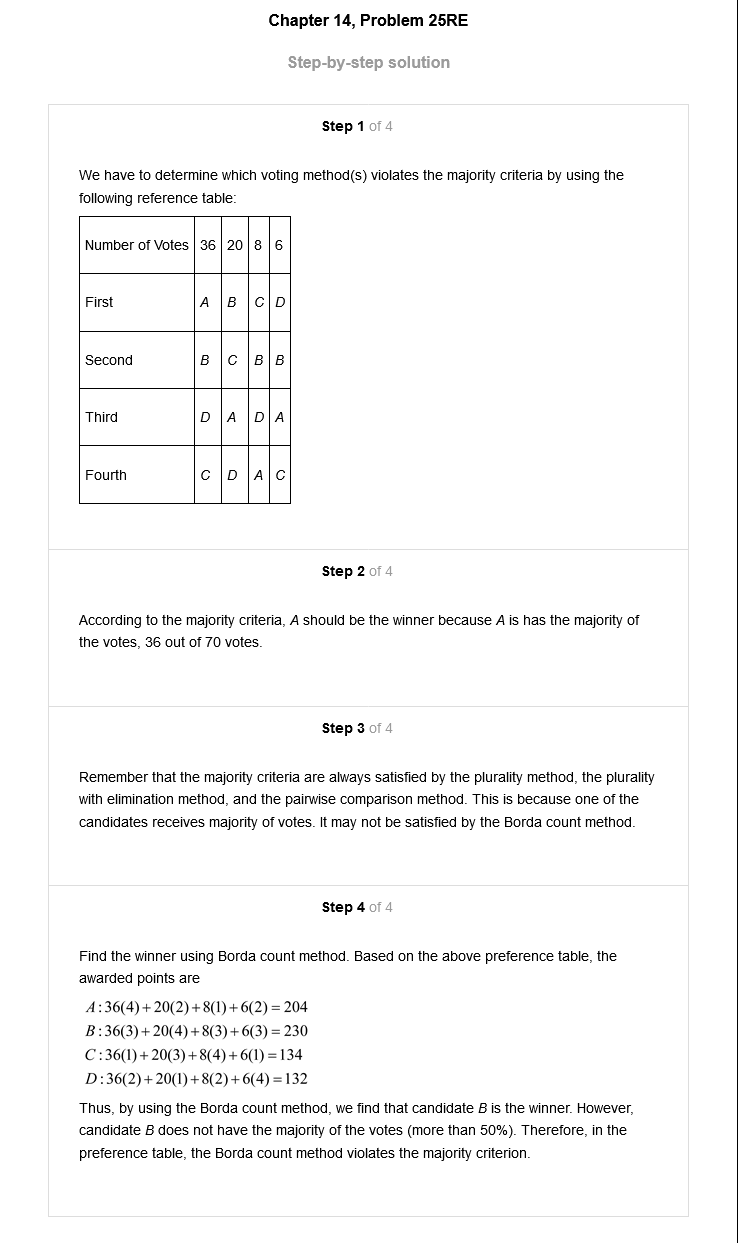 Chapter 14, Problem 25RE
Step-by-step solution
Step 1 of 4
We have to determine which voting method(s) violates the majority criteria by using the
following reference table:
Number of Votes 36 20 8 6
First A B C D
Second B C B B
Third D A D A
Fourth C D A C
Step 2 of 4
According to the majority criteria, A should be the winner because A is has the majority of
the votes, 36 out of 70 votes.
Step 3 of 4
Remember that the majority criteria are always satisfied by the plurality method, the plurality
with elimination method, and the pairwise comparison method. This is because one of the
candidates receives majority of votes. It may not be satisfied by the Borda count method.
Step 4 of 4
Find the winner using Borda count method. Based on the above preference table, the
awarded points are
A:36(4)+20(2)+8(1)+6(2)=204
B:36(3)+20(4)+8(3)+6(3)=230
C:36(1)+20(3)+8(4)+6(1)=134
D:36(2)+20(1)+8(2)+6(4)=132
Thus, by using the Borda count method, we find that candidate B is the winner. However,
candidate B does not have the majority of the votes (more than 50%). Therefore, in the
preference table, the Borda count method violates the majority criterion.